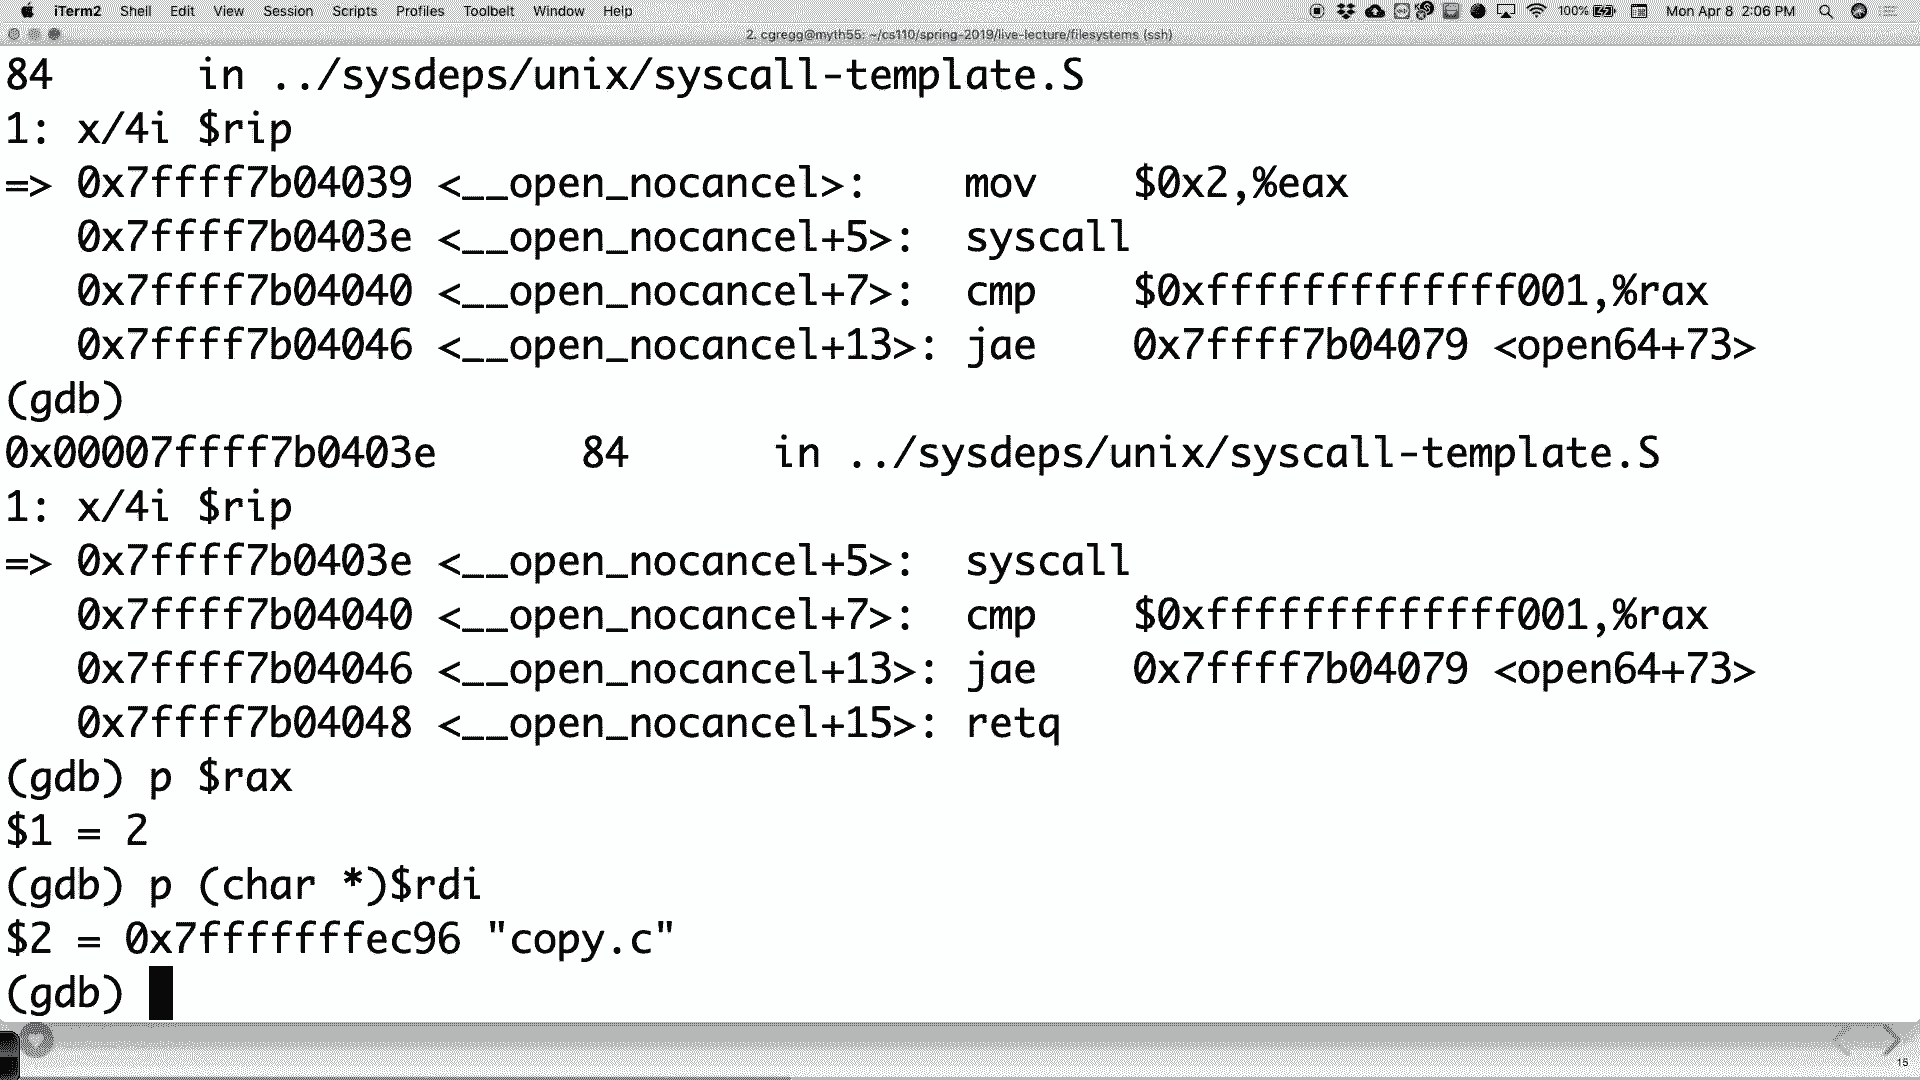 iTerm2 Shell Edit View Session Scripts Profiles Toolbelt Window Help 100% Mon Apr 8 2:06 PM
2. cgregg@myth55: ~/cs110/spring-2019/live-lecture/filesystems (ssh)
84 in ../sysdeps/unix/syscall-template.S
1: x/4i $rip
=> 0x7ffff7b04039 <__open_nocancel>: mov $0x2,%eax
0x7ffff7b0403e <__open_nocancel+5>: syscall
0x7ffff7b04040 <__open_nocancel+7>: cmp $0xfffffffffffff001,%rax
0x7ffff7b04046 <__open_nocancel+13>: jae 0x7ffff7b04079 <open64+73>
(gdb)
0x00007ffff7b0403e 84 in ../sysdeps/unix/syscall-template.S
1: x/4i $rip
=> 0x7ffff7b0403e <__open_nocancel+5>: syscall
0x7ffff7b04040 <__open_nocancel+7>: cmp $0xfffffffffffff001,%rax
0x7ffff7b04046 <__open_nocancel+13>: jae 0x7ffff7b04079 <open64+73>
0x7ffff7b04048 <__open_nocancel+15>: retq
(gdb) p $rax
$1 = 2
(gdb) p (char *)$rdi
$2 = 0x7fffffffec96 "copy.c"
(gdb)
15